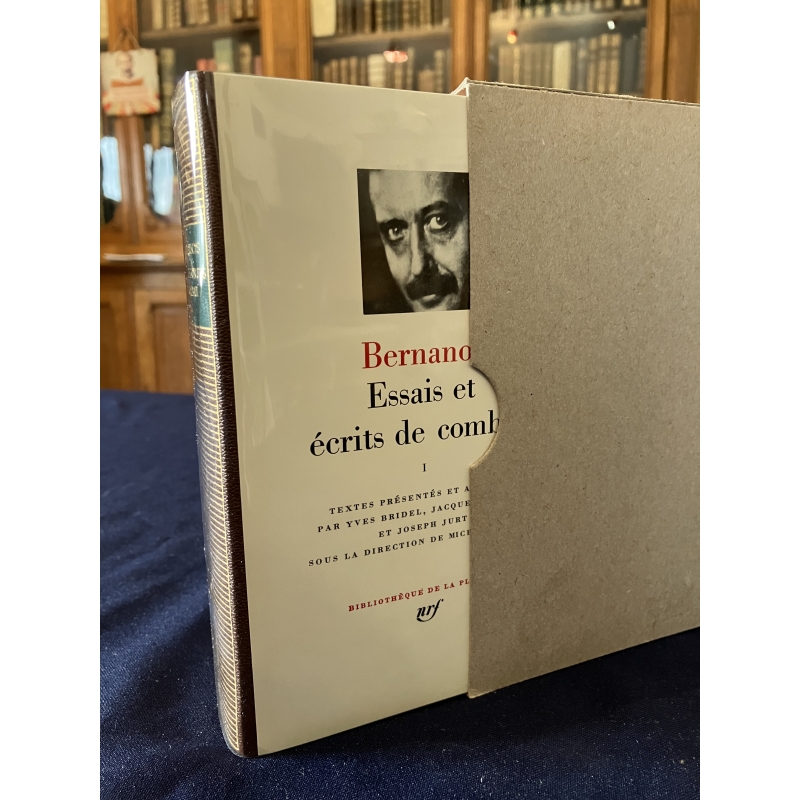 Bernano
Essais et
écrits de comb
I
TEXTES PRÉSENTÉS ET A
PAR YVES BRIDEL, JACQUE
ET JOSEPH JURT
SOUS LA DIRECTION DE MICH
BIBLIOTHÈQUE DE LA PL
nrf